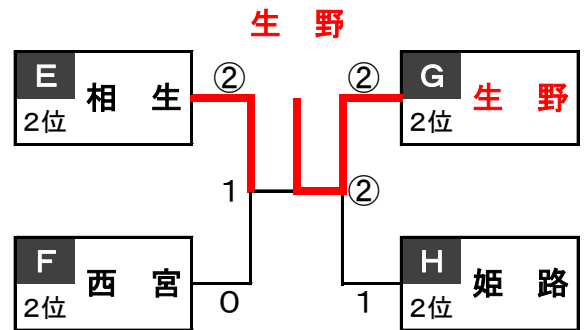 生 野
E 相 生 ② ② G 生 野
2位 2位
1 ②
F 西 宮 0 1 H 姫 路
2位 2位